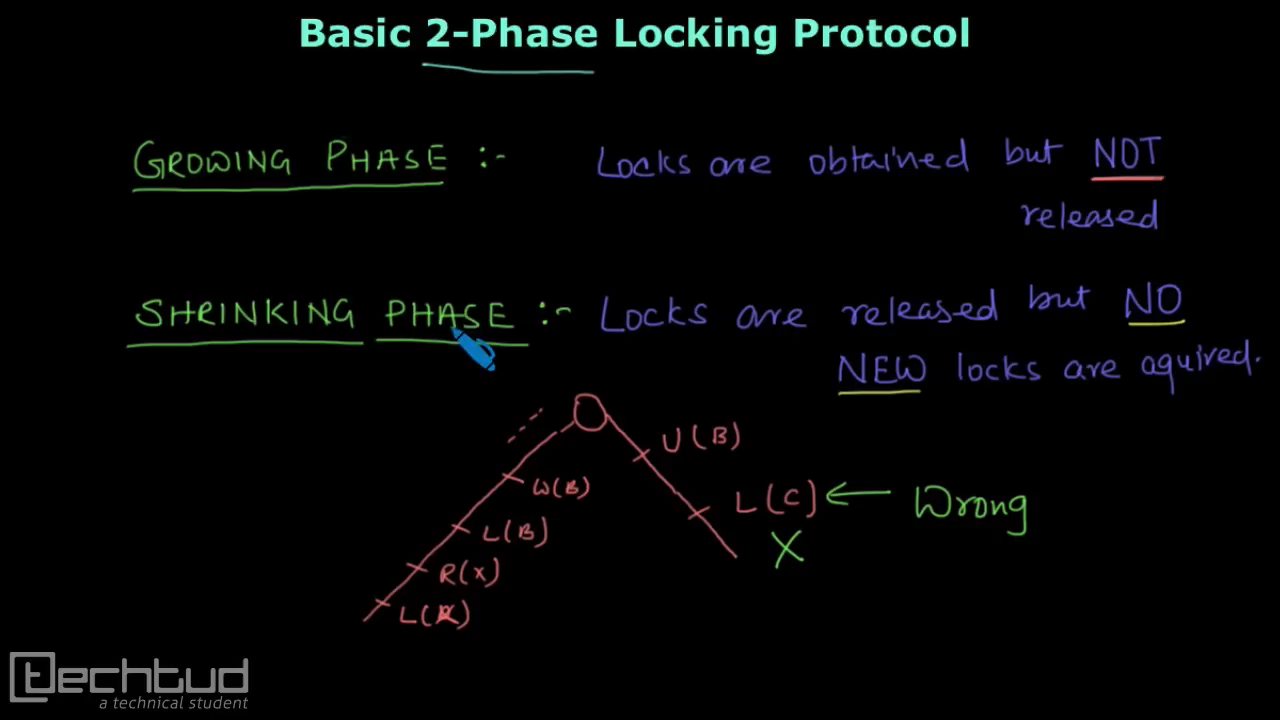 Basic 2-Phase Locking Protocol
GROWING PHASE :- Locks are obtained but NOT
released
SHRINKING PHASE :- Locks are released but NO
NEW locks are aquired.
U(B)
W(B)
L(C) ← Wrong
L(B)
X
R(X)
L(X)
techtud
a technical student